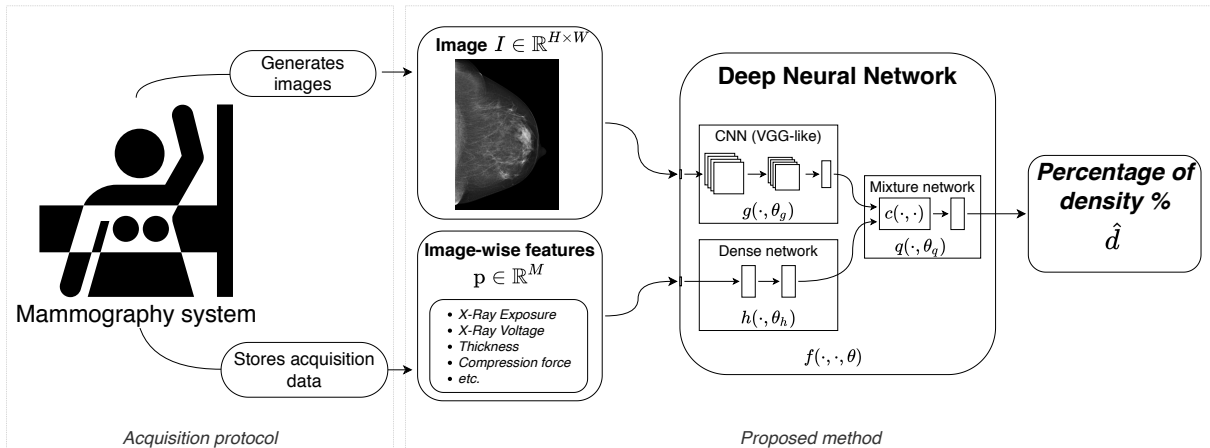 Generates
images
Mammography system
Stores acquisition
data
Acquisition protocol
Image I ∈ ℝ^{H×W}
Image-wise features
p ∈ ℝ^M
• X-Ray Exposure
• X-Ray Voltage
• Thickness
• Compression force
• etc.
Deep Neural Network
CNN (VGG-like)
g(·, θ_g)
Dense network
h(·, θ_h)
Mixture network
c(·, ·)
q(·, θ_q)
f(·, ·, θ)
Percentage of
density %
d̂
Proposed method